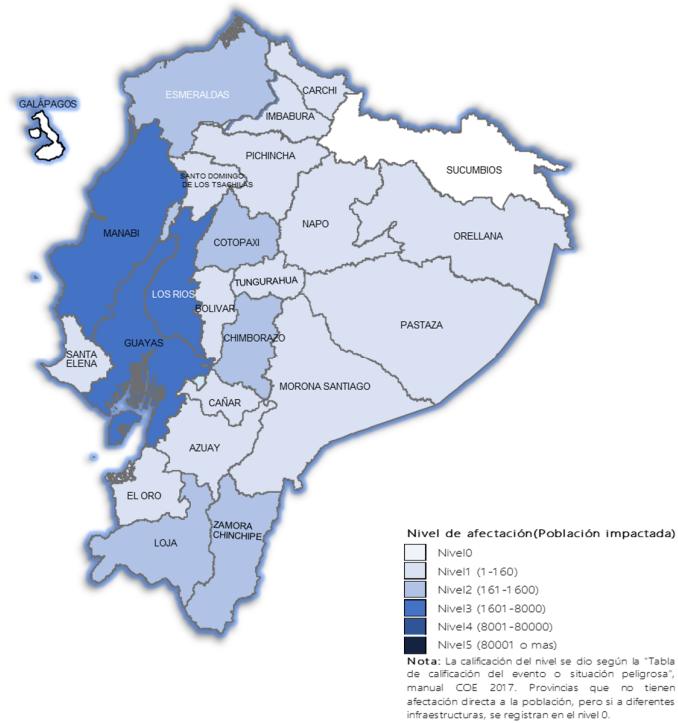 ESMERALDAS
CARCHI
GALÁPAGOS
IMBABURA
PICHINCHA
SUCUMBIOS
SANTO DOMINGO
DE LOS TSACHILAS
NAPO
MANABI
ORELLANA
COTOPAXI
TUNGURAHUA
LOS RIOS
BOLIVAR
PASTAZA
CHIMBORAZO
GUAYAS
SANTA
ELENA
MORONA SANTIAGO
CAÑAR
AZUAY
EL ORO
ZAMORA
CHINCHIPE
LOJA
Nivel de afectación(Población impactada)
Nivel0
Nivel1 (1-160)
Nivel2 (161-1600)
Nivel3 (1601-8000)
Nivel4 (8001-80000)
Nivel5 (80001 o mas)
Nota: La calificación del nivel se dio según la "Tabla
de calificación del evento o situación peligrosa",
manual COE 2017. Provincias que no tienen
afectación directa a la población, pero si a diferentes
infraestructuras, se registran en el nivel 0.